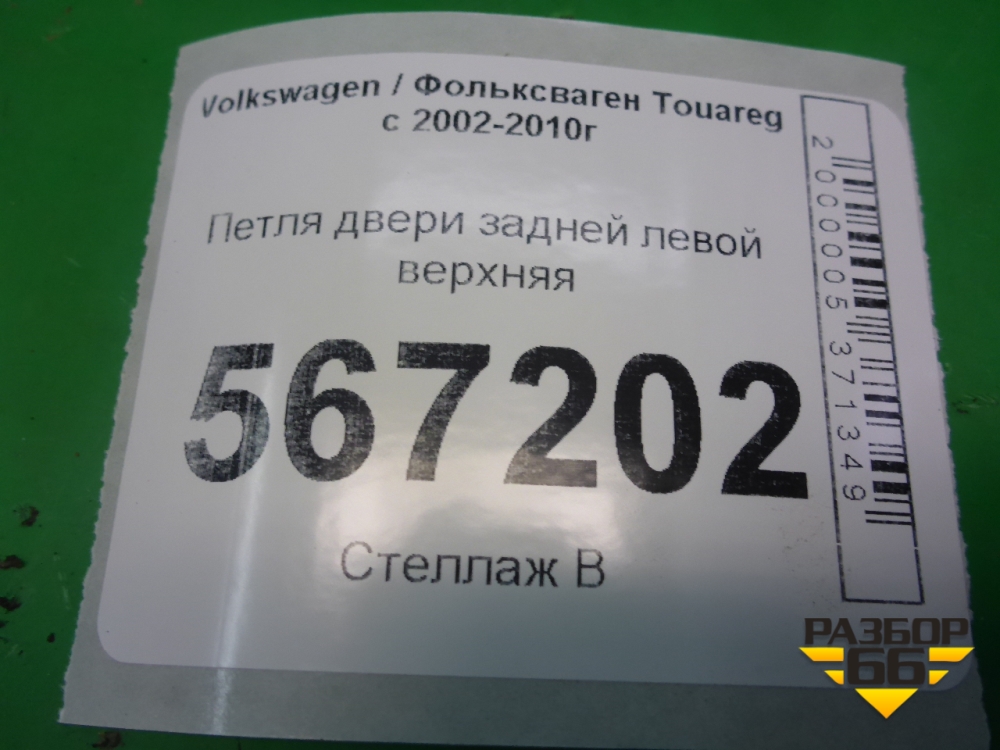 Volkswagen / Фольксваген Touareg
с 2002-2010г
Петля двери задней левой
верхняя
567202
Стеллаж В
2000005371349
РАЗБОР
66